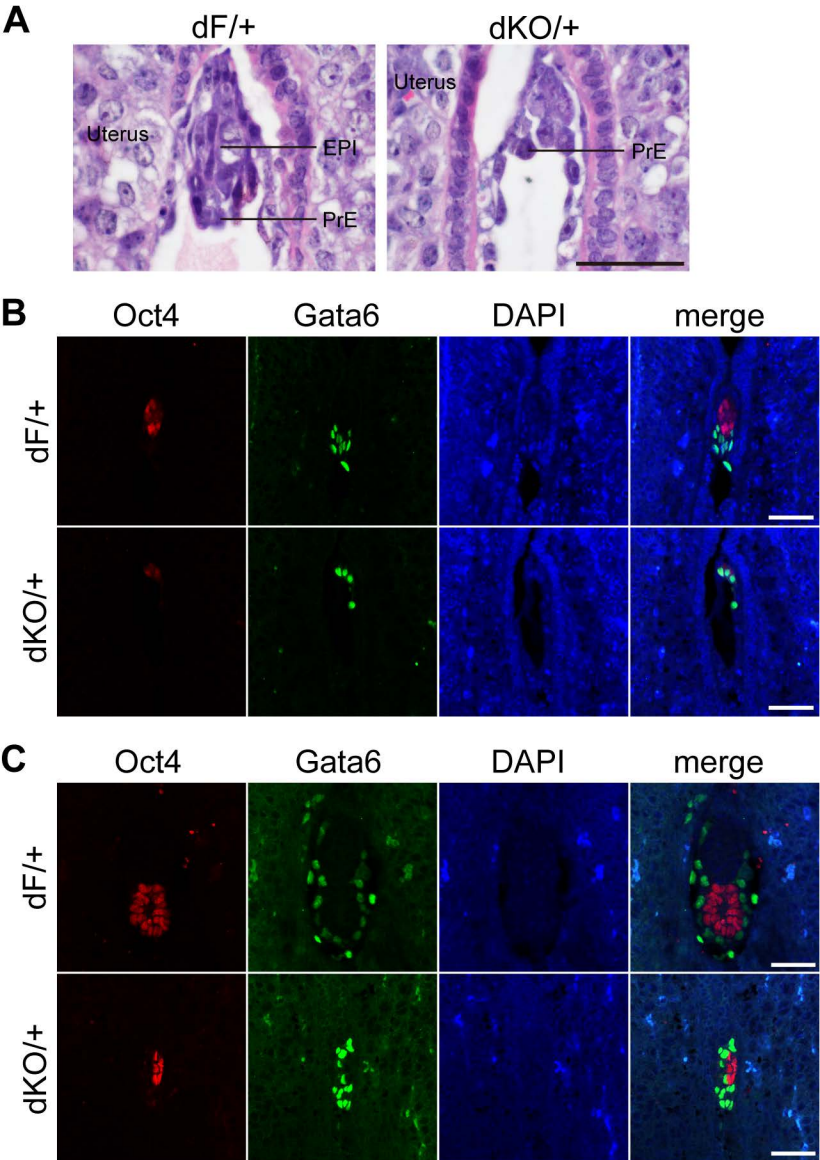 A
dF/+
dKO/+
Uterus
EPI
PrE
Uterus
PrE
B
Oct4
Gata6
DAPI
merge
dF/+
dKO/+
C
Oct4
Gata6
DAPI
merge
dF/+
dKO/+